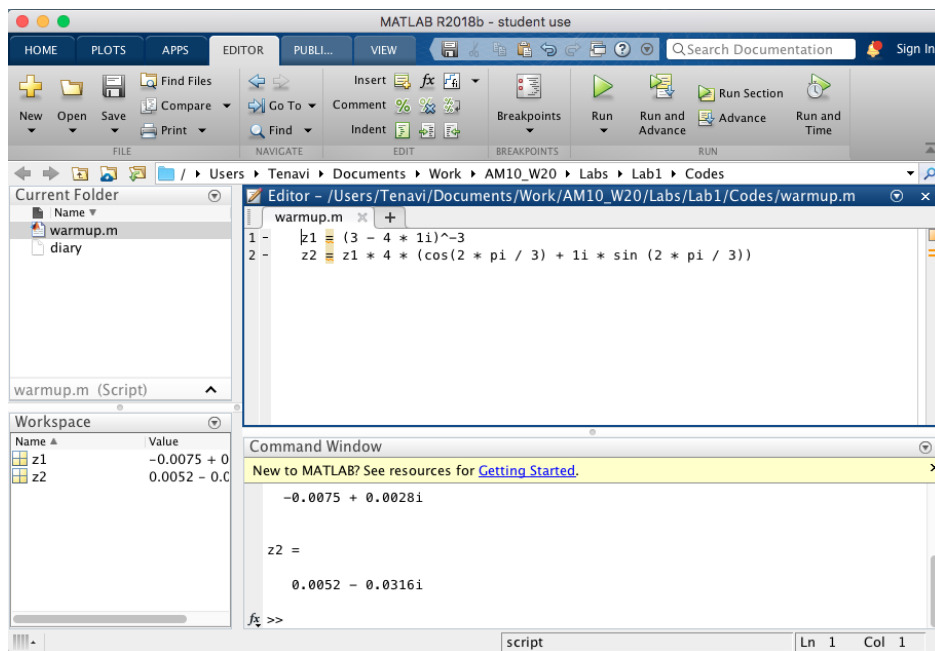 MATLAB R2018b - student use
HOME PLOTS APPS EDITOR PUBLI... VIEW Search Documentation Sign In
New Open Save Find Files Compare Print
FILE
Go To Find
NAVIGATE
Insert fx
Comment
Indent
EDIT
Breakpoints
BREAKPOINTS
Run Run and Advance Run Section Advance Run and Time
RUN
/ Users Tenavi Documents Work AM10_W20 Labs Lab1 Codes
Current Folder
Name
warmup.m
diary
warmup.m (Script)
Workspace
Name Value
z1 -0.0075 + 0
z2 0.0052 - 0.0
Editor - /Users/Tenavi/Documents/Work/AM10_W20/Labs/Lab1/Codes/warmup.m
warmup.m +
1 - z1 = (3 - 4 * 1i)^-3
2 - z2 = z1 * 4 * (cos(2 * pi / 3) + 1i * sin (2 * pi / 3))
Command Window
New to MATLAB? See resources for Getting Started.
-0.0075 + 0.0028i
z2 =
0.0052 - 0.0316i
fx >>
script Ln 1 Col 1